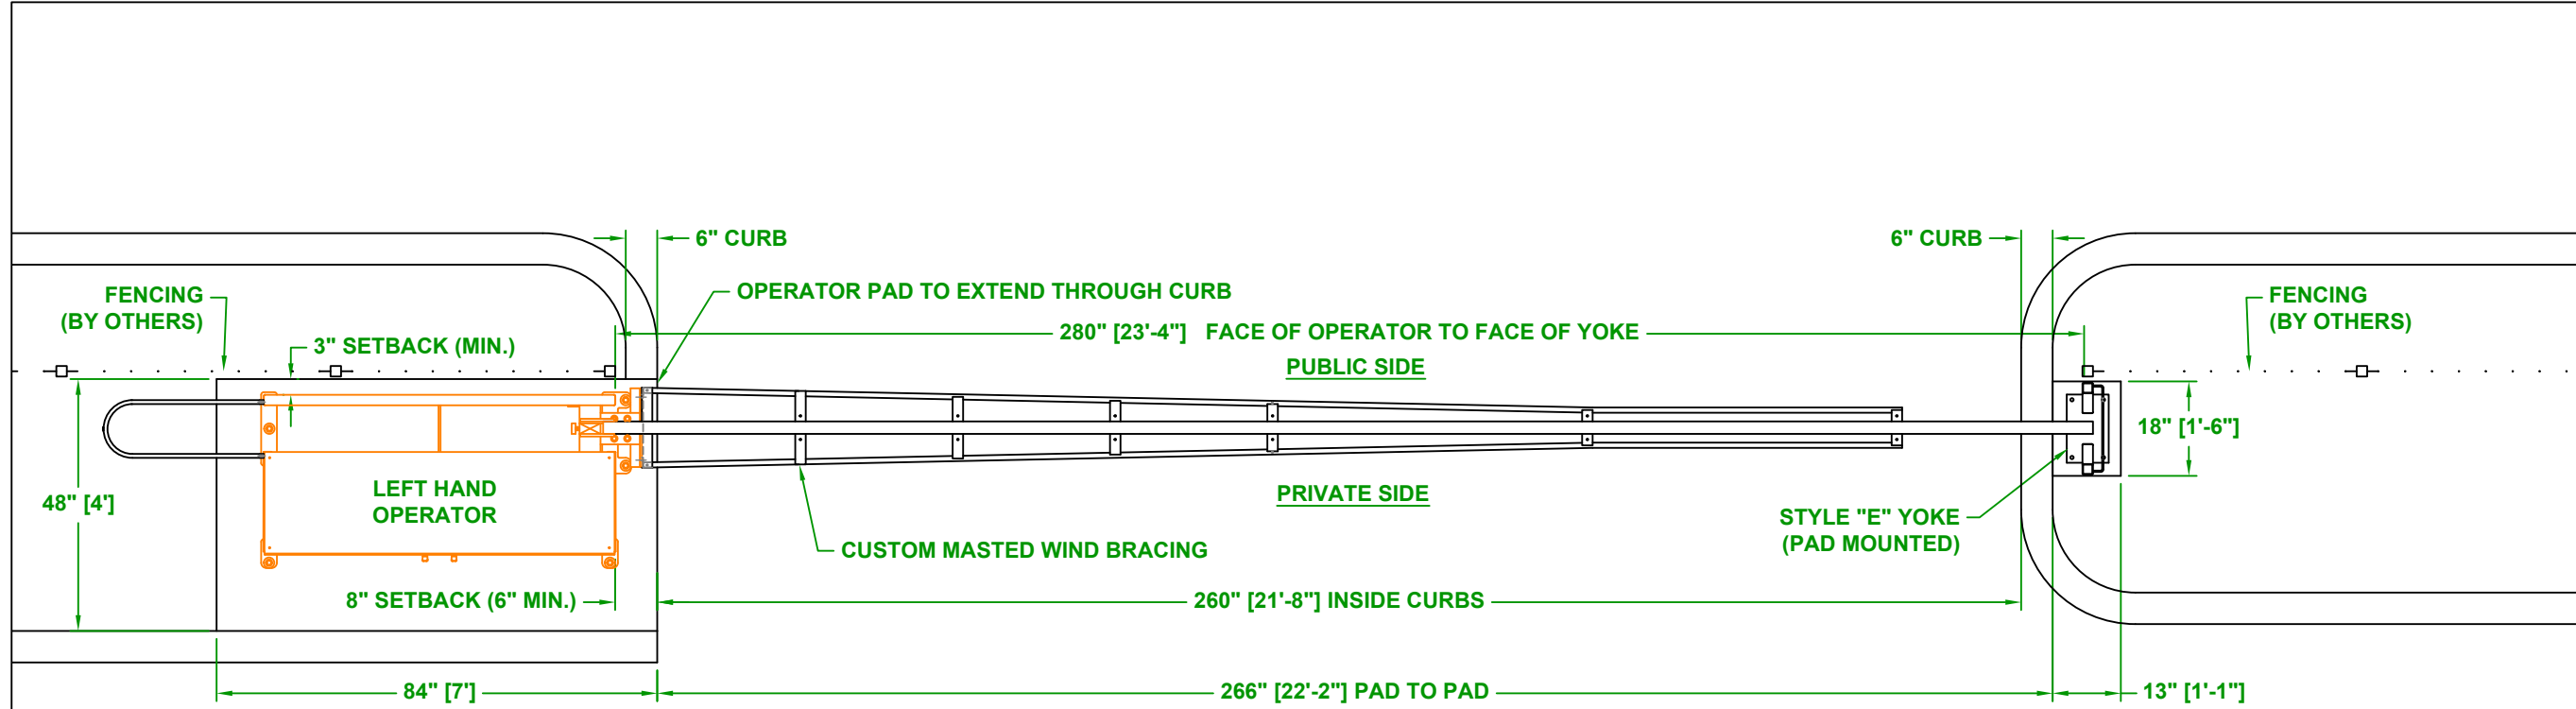 6" CURB
6" CURB
OPERATOR PAD TO EXTEND THROUGH CURB
FENCING
(BY OTHERS)
FENCING
(BY OTHERS)
280" [23'-4"] FACE OF OPERATOR TO FACE OF YOKE
3" SETBACK (MIN.)
PUBLIC SIDE
18" [1'-6"]
LEFT HAND
OPERATOR
PRIVATE SIDE
48" [4']
STYLE "E" YOKE
(PAD MOUNTED)
CUSTOM MASTED WIND BRACING
8" SETBACK (6" MIN.)
260" [21'-8"] INSIDE CURBS
84" [7']
266" [22'-2"] PAD TO PAD
13" [1'-1"]